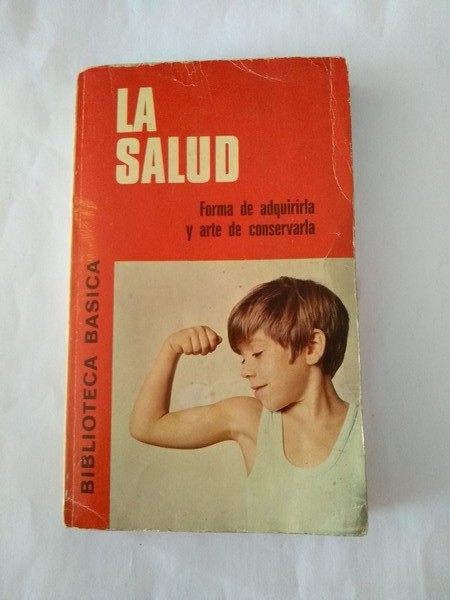 LA
SALUD
Forma de adquirirla
y arte de conservarla
BIBLIOTECA BASICA